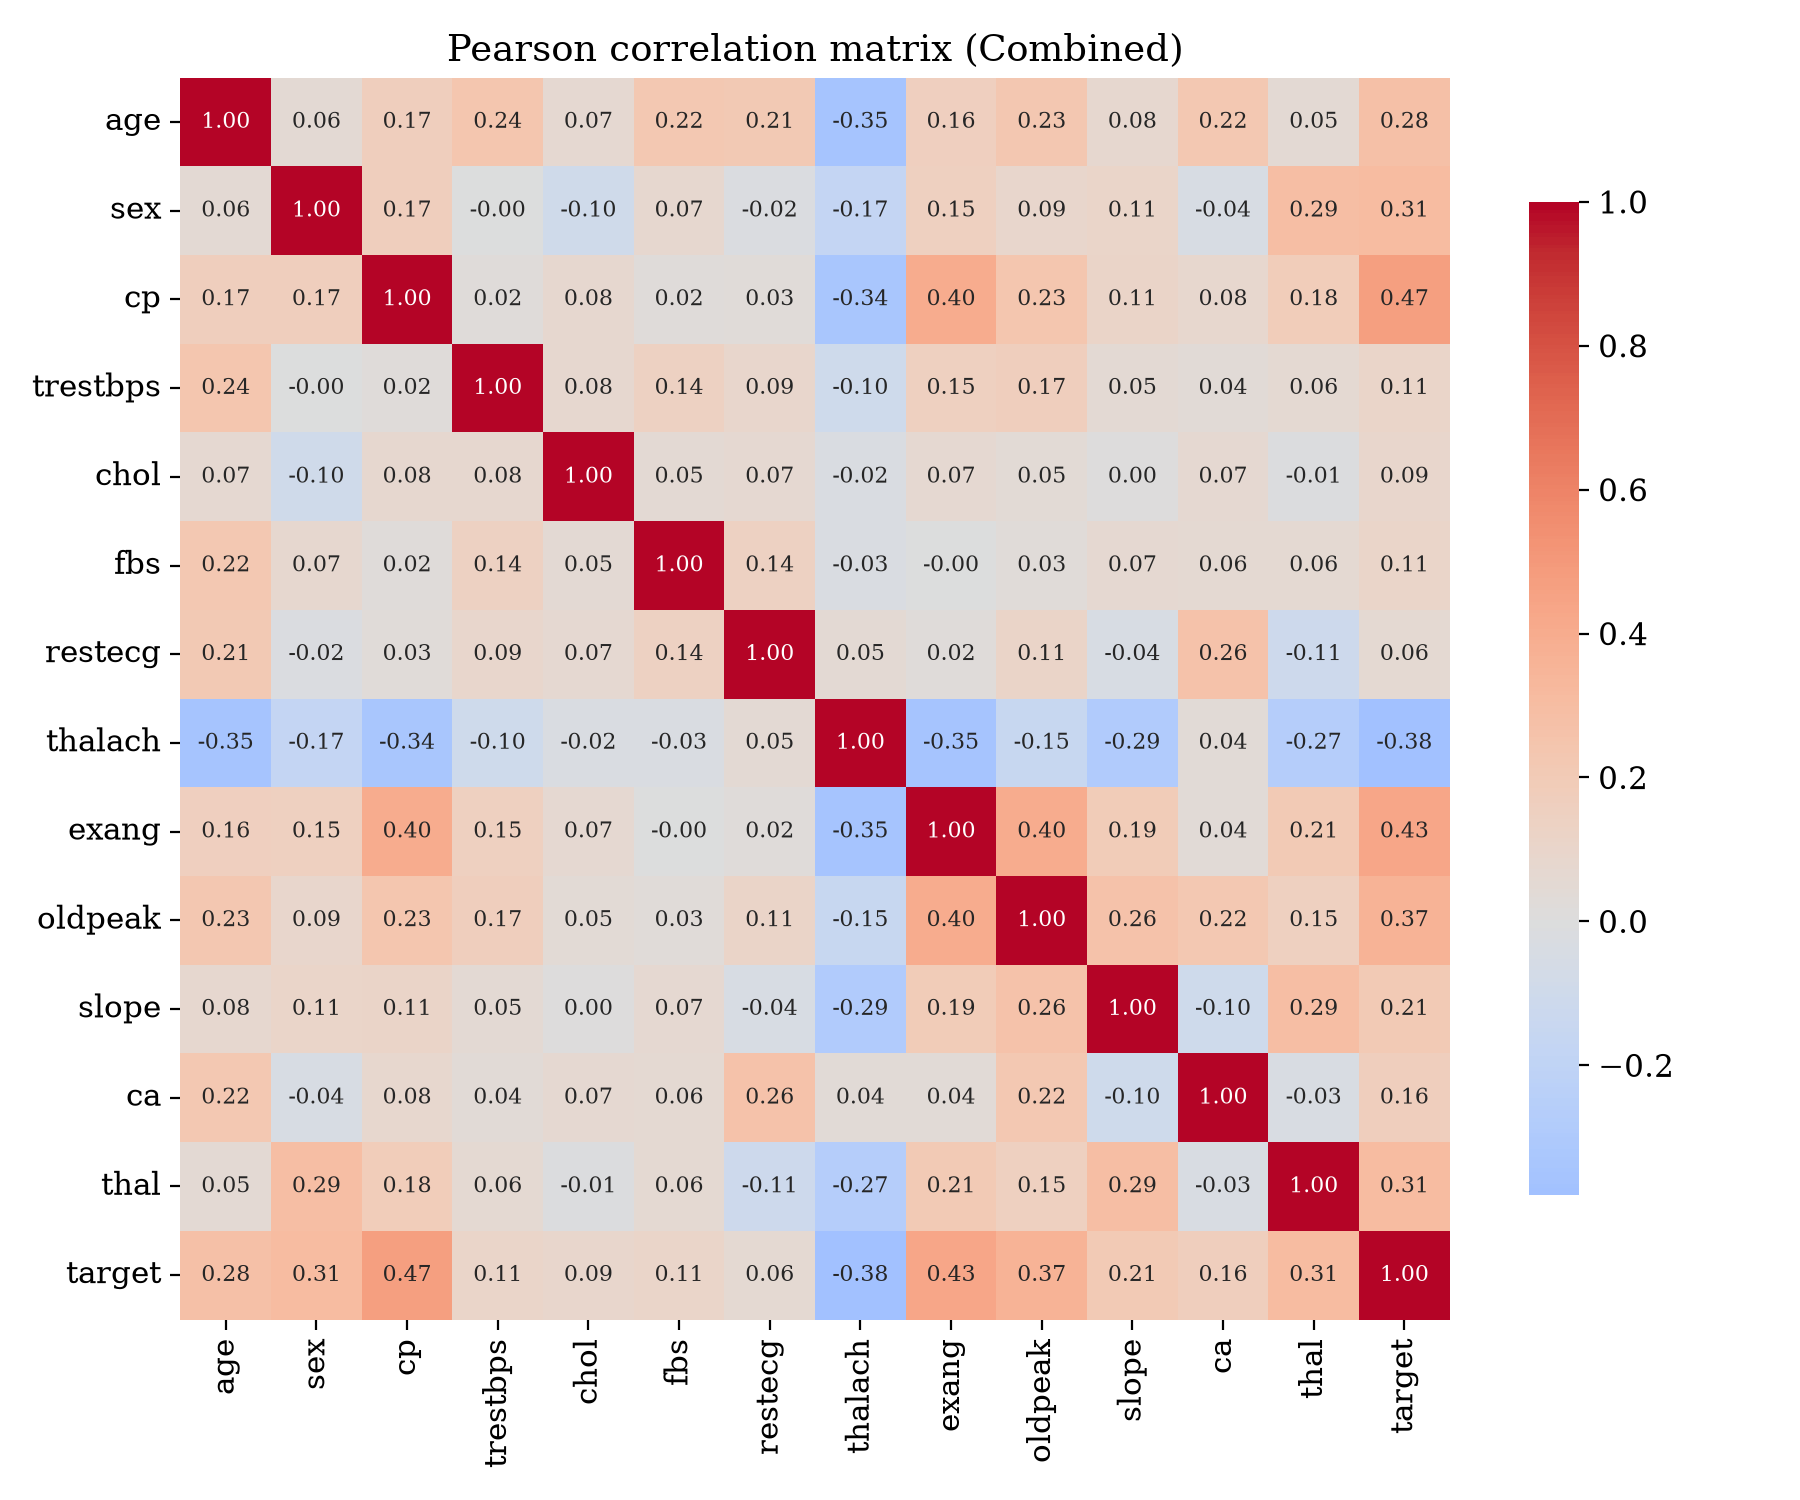 Pearson correlation matrix (Combined)
age 1.00 0.06 0.17 0.24 0.07 0.22 0.21 -0.35 0.16 0.23 0.08 0.22 0.05 0.28
sex 0.06 1.00 0.17 -0.00 -0.10 0.07 -0.02 -0.17 0.15 0.09 0.11 -0.04 0.29 0.31
cp 0.17 0.17 1.00 0.02 0.08 0.02 0.03 -0.34 0.40 0.23 0.11 0.08 0.18 0.47
trestbps 0.24 -0.00 0.02 1.00 0.08 0.14 0.09 -0.10 0.15 0.17 0.05 0.04 0.06 0.11
chol 0.07 -0.10 0.08 0.08 1.00 0.05 0.07 -0.02 0.07 0.05 0.00 0.07 -0.01 0.09
fbs 0.22 0.07 0.02 0.14 0.05 1.00 0.14 -0.03 -0.00 0.03 0.07 0.06 0.06 0.11
restecg 0.21 -0.02 0.03 0.09 0.07 0.14 1.00 0.05 0.02 0.11 -0.04 0.26 -0.11 0.06
thalach -0.35 -0.17 -0.34 -0.10 -0.02 -0.03 0.05 1.00 -0.35 -0.15 -0.29 0.04 -0.27 -0.38
exang 0.16 0.15 0.40 0.15 0.07 -0.00 0.02 -0.35 1.00 0.40 0.19 0.04 0.21 0.43
oldpeak 0.23 0.09 0.23 0.17 0.05 0.03 0.11 -0.15 0.40 1.00 0.26 0.22 0.15 0.37
slope 0.08 0.11 0.11 0.05 0.00 0.07 -0.04 -0.29 0.19 0.26 1.00 -0.10 0.29 0.21
ca 0.22 -0.04 0.08 0.04 0.07 0.06 0.26 0.04 0.04 0.22 -0.10 1.00 -0.03 0.16
thal 0.05 0.29 0.18 0.06 -0.01 0.06 -0.11 -0.27 0.21 0.15 0.29 -0.03 1.00 0.31
target 0.28 0.31 0.47 0.11 0.09 0.11 0.06 -0.38 0.43 0.37 0.21 0.16 0.31 1.00
age sex cp trestbps chol fbs restecg thalach exang oldpeak slope ca thal target
1.0
0.8
0.6
0.4
0.2
0.0
−0.2